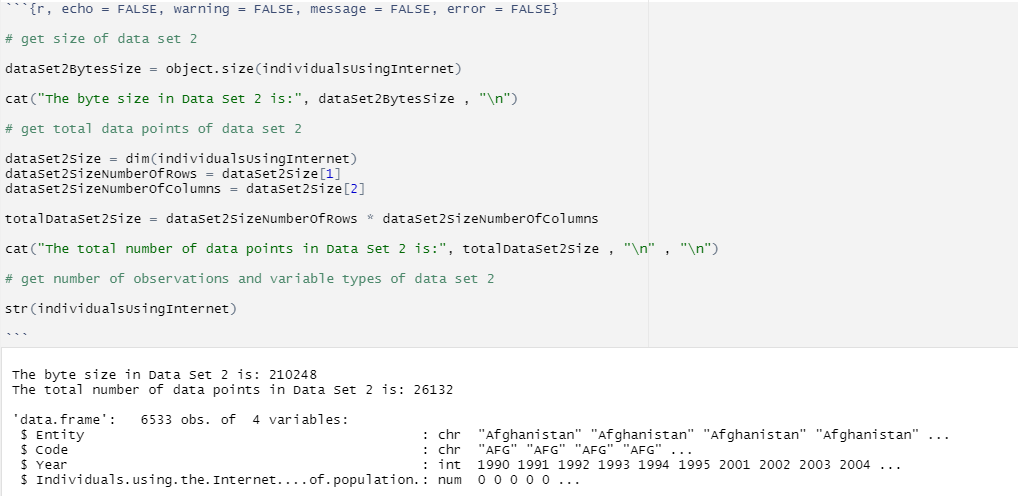 ```{r, echo = FALSE, warning = FALSE, message = FALSE, error = FALSE}
# get size of data set 2
dataSet2BytesSize = object.size(individualsUsingInternet)
cat("The byte size in Data Set 2 is:", dataSet2BytesSize , "\n")
# get total data points of data set 2
dataSet2Size = dim(individualsUsingInternet)
dataSet2SizeNumberOfRows = dataSet2Size[1]
dataSet2SizeNumberOfColumns = dataSet2Size[2]
totalDataSet2Size = dataSet2SizeNumberOfRows * dataSet2SizeNumberOfColumns
cat("The total number of data points in Data Set 2 is:", totalDataSet2Size , "\n" , "\n")
# get number of observations and variable types of data set 2
str(individualsUsingInternet)
```
The byte size in Data Set 2 is: 210248
The total number of data points in Data Set 2 is: 26132
'data.frame':   6533 obs. of  4 variables:
 $ Entity                                           : chr  "Afghanistan" "Afghanistan" "Afghanistan" "Afghanistan" ...
 $ Code                                             : chr  "AFG" "AFG" "AFG" "AFG" ...
 $ Year                                             : int  1990 1991 1992 1993 1994 1995 2001 2002 2003 2004 ...
 $ Individuals.using.the.Internet....of.population.: num  0 0 0 0 0 ...